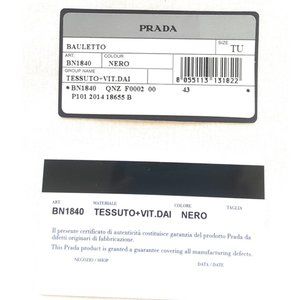 PRADA
BAULETTO
SIZE
TU
ART
COLOUR
BN1840
NERO
GROUP NAME
TESSUTO+VIT.DAI
8 055113 131822
*BN1840 QNZ F0002 00 43 *
P101 2014 18655 B
ART
MATERIALE
COLORE
TAGLIA
BN1840 TESSUTO+VIT.DAI NERO
Il presente certificato di autenticità costituisce garanzia del prodotto Prada da
difetti originari di fabbricazione.
This Prada product is granted a guarantee covering all manufacturing defects.
NEGOZIO / SHOP
DATA / DATE